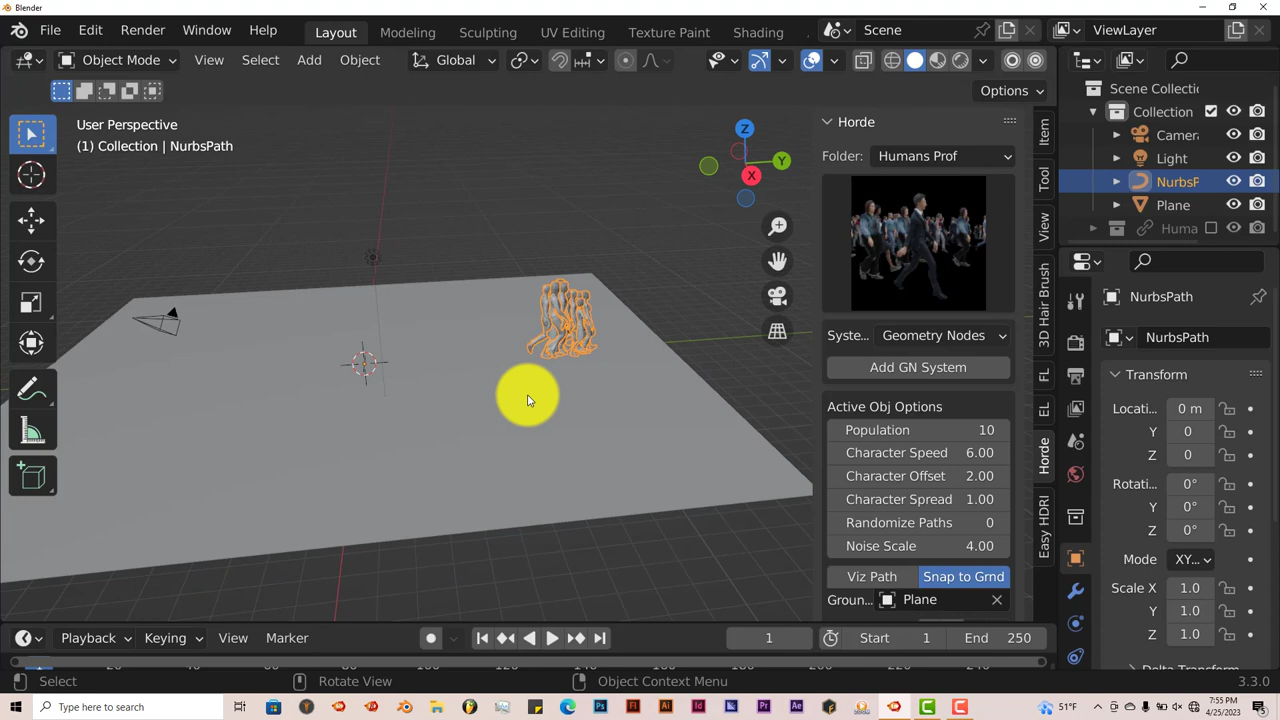 Blender
File Edit Render Window Help Layout Modeling Sculpting UV Editing Texture Paint Shading Scene ViewLayer
Object Mode View Select Add Object Global
Options
User Perspective
(1) Collection | NurbsPath
Z
Y
X
Horde
Folder: Humans Prof
Syste... Geometry Nodes
Add GN System
Active Obj Options
Population 10
Character Speed 6.00
Character Offset 2.00
Character Spread 1.00
Randomize Paths 0
Noise Scale 4.00
Viz Path Snap to Grnd
Groun... Plane
Item
Tool
View
3D Hair Brush
FL
EL
Horde
Easy HDRI
Scene Collectic
Collection
Camera
Light
NurbsP
Plane
Huma
NurbsPath
NurbsPath
Transform
Locati... 0 m
Y 0
Z 0
Rotati... 0°
Y 0°
Z 0°
Mode XY...
Scale X 1.0
Y 1.0
Z 1.0
Playback Keying View Marker 1 Start 1 End 250
Select Rotate View Object Context Menu 3.3.0
Type here to search 51°F 7:55 PM
4/25/2023